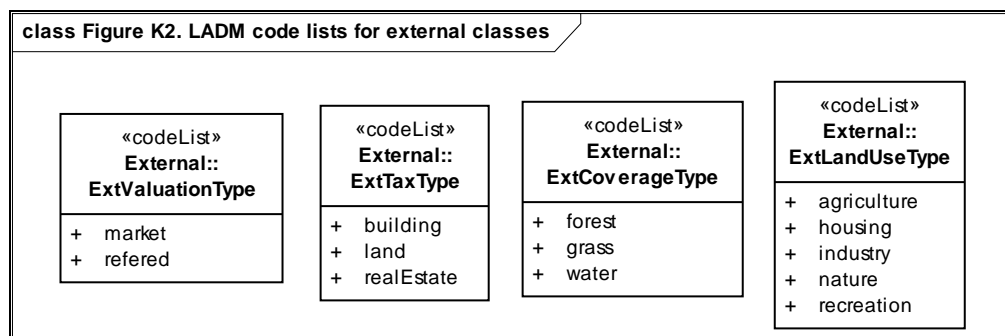 class Figure K2. LADM code lists for external classes
«codeList»
External::
ExtValuationType
+ market
+ refered
«codeList»
External::
ExtTaxType
+ building
+ land
+ realEstate
«codeList»
External::
ExtCoverageType
+ forest
+ grass
+ water
«codeList»
External::
ExtLandUseType
+ agriculture
+ housing
+ industry
+ nature
+ recreation